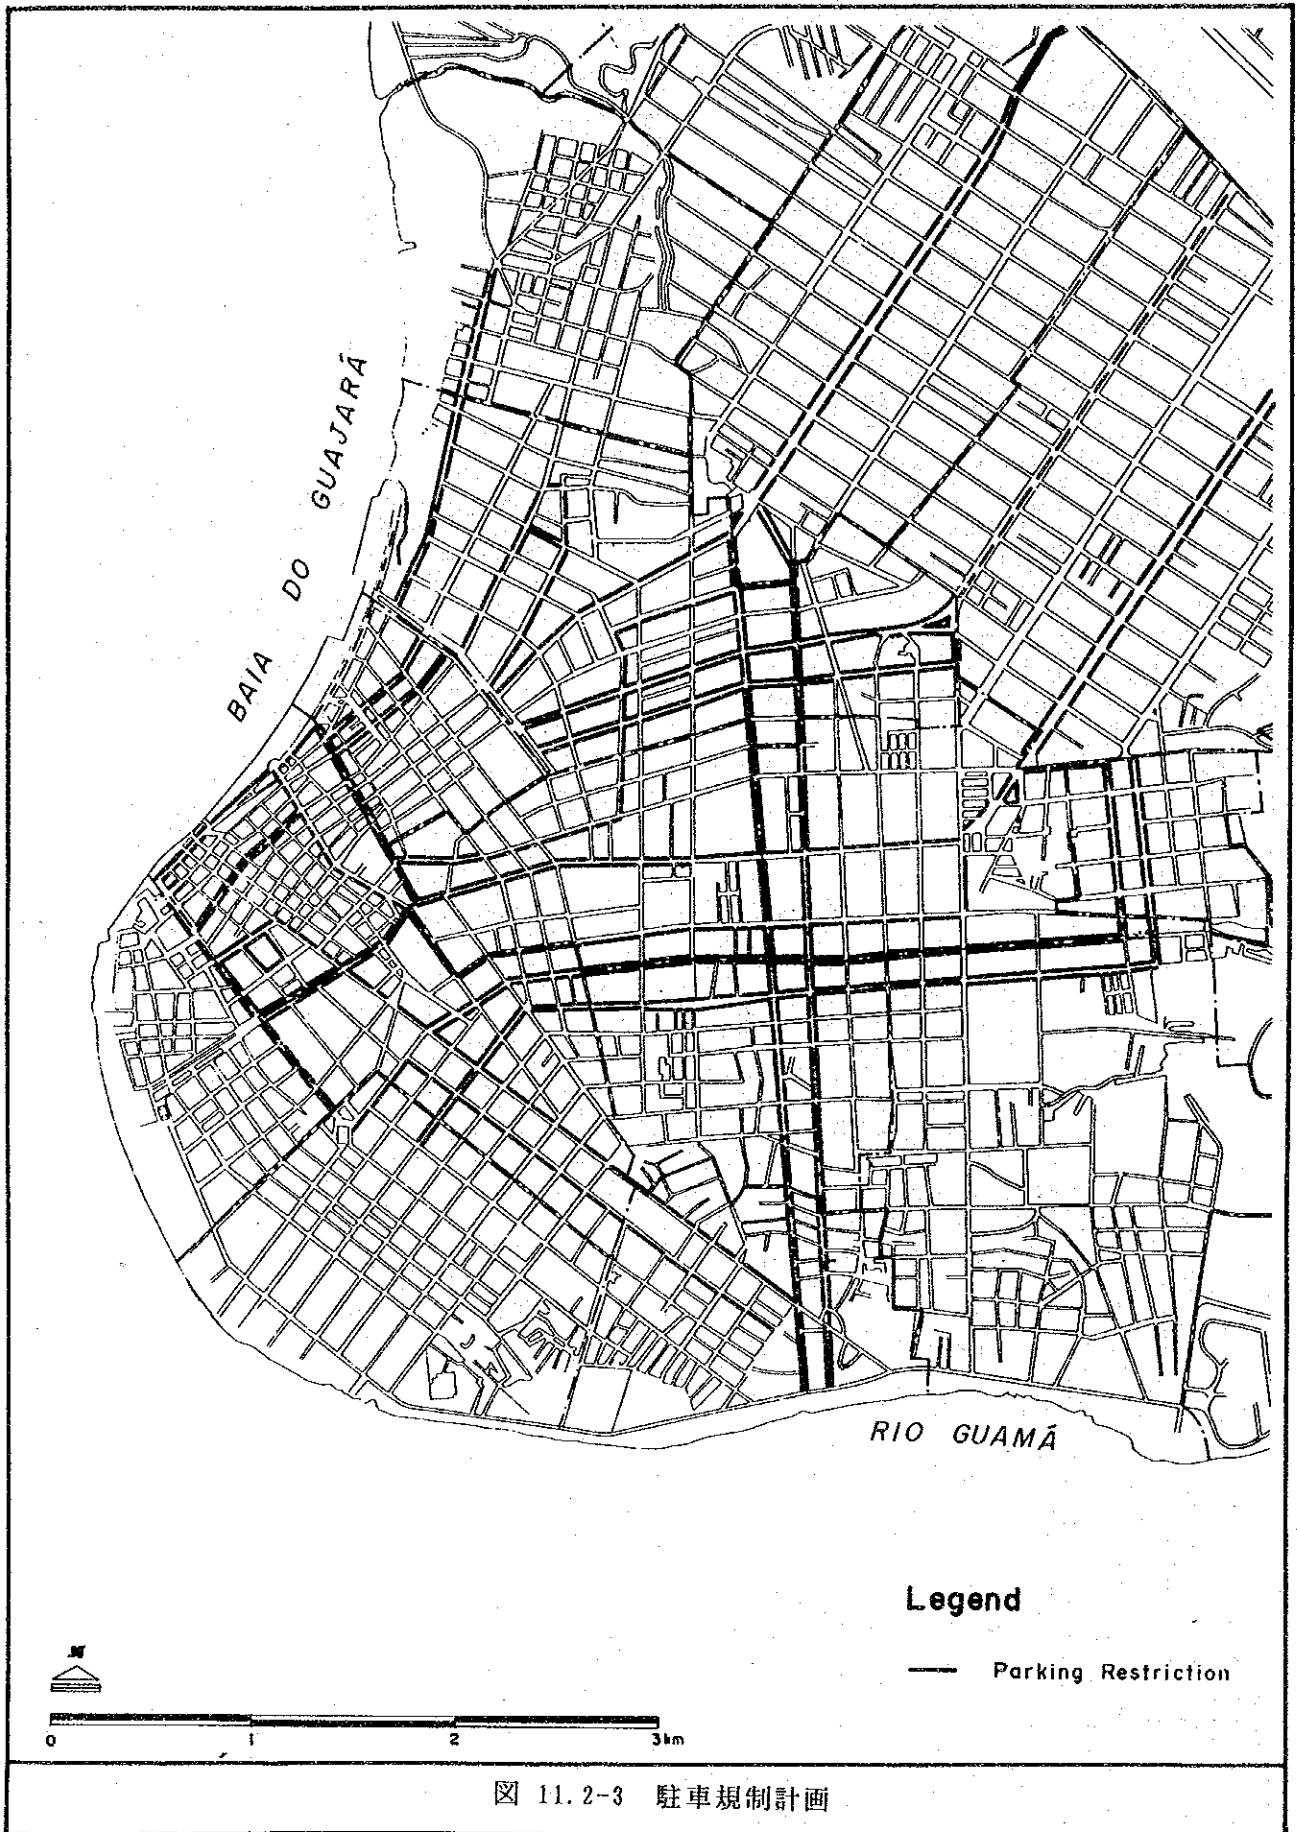 BAIA DO GUAJARÁ
RIO GUAMÁ
Legend
Parking Restriction
N
0 1 2 3km
図 11.2-3 駐車規制計画